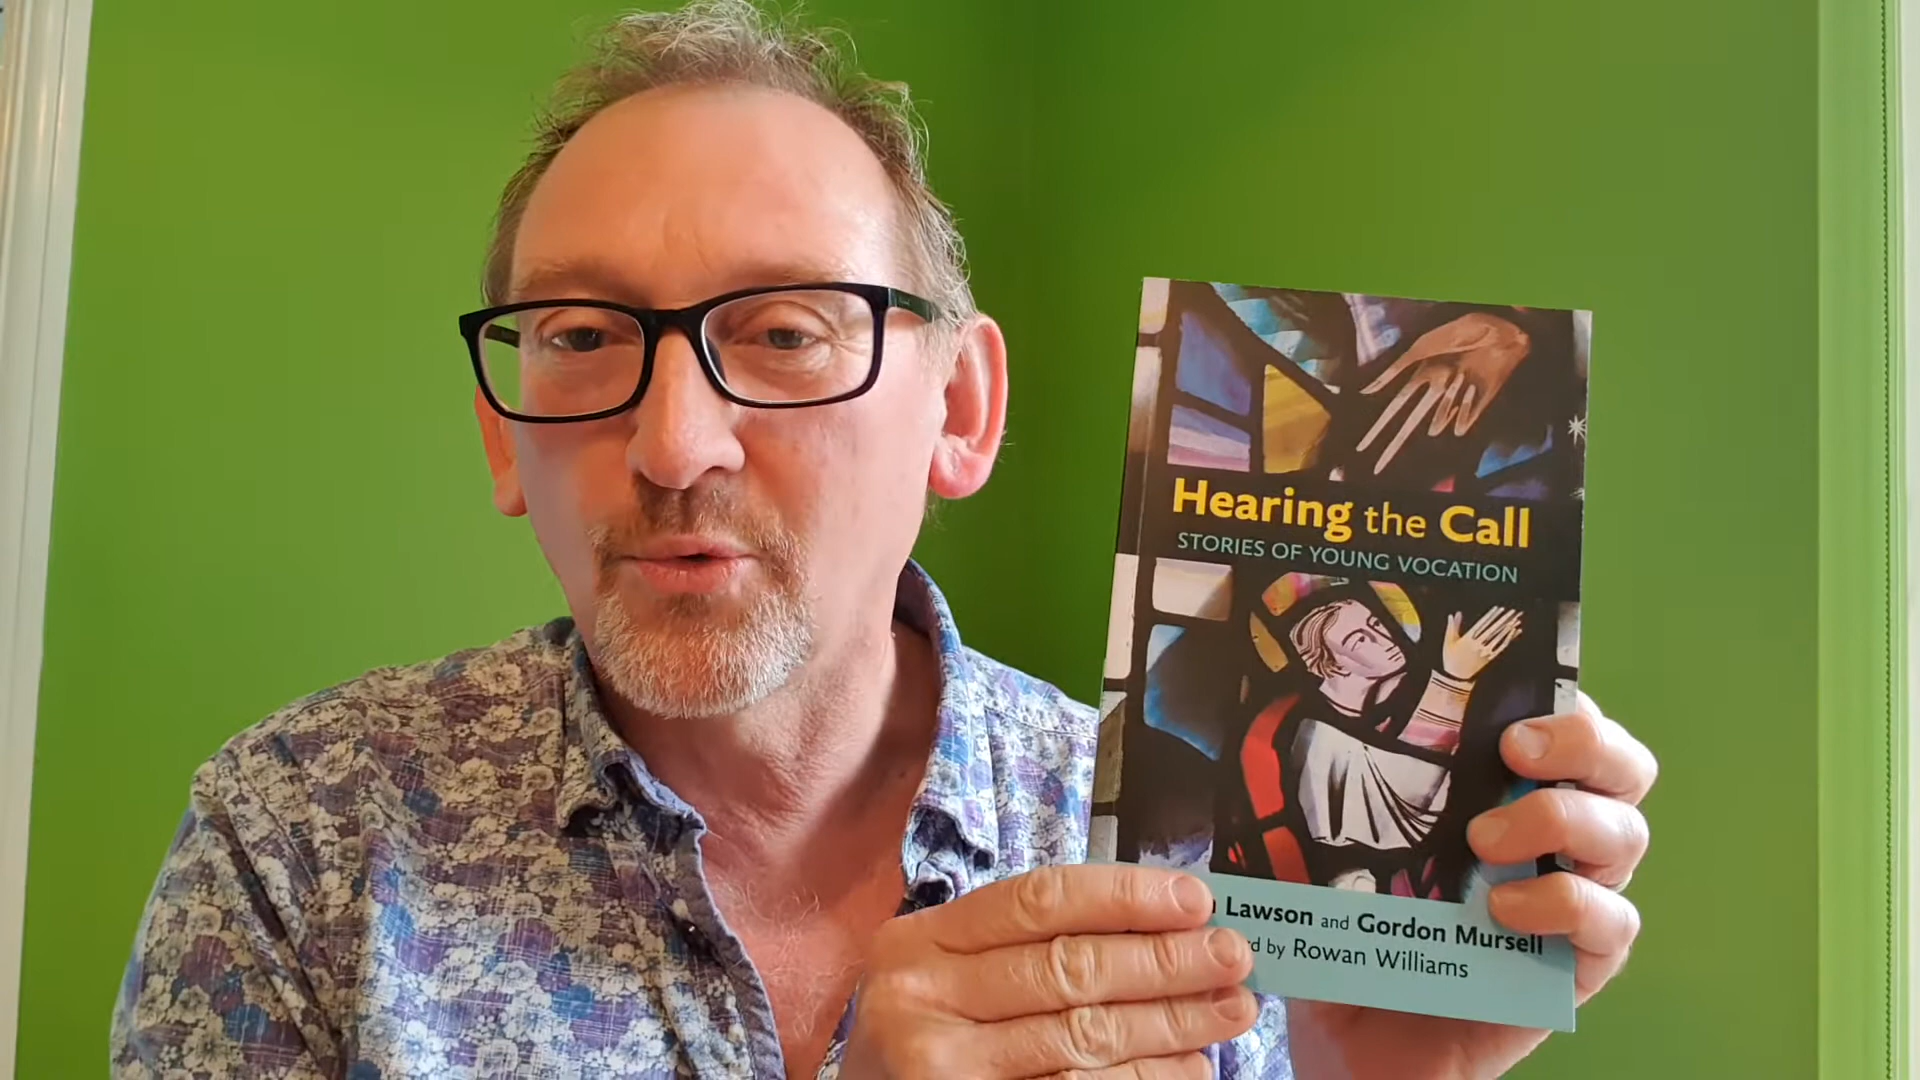 Hearing the Call
STORIES OF YOUNG VOCATION
Lawson and Gordon Mursell
by Rowan Williams